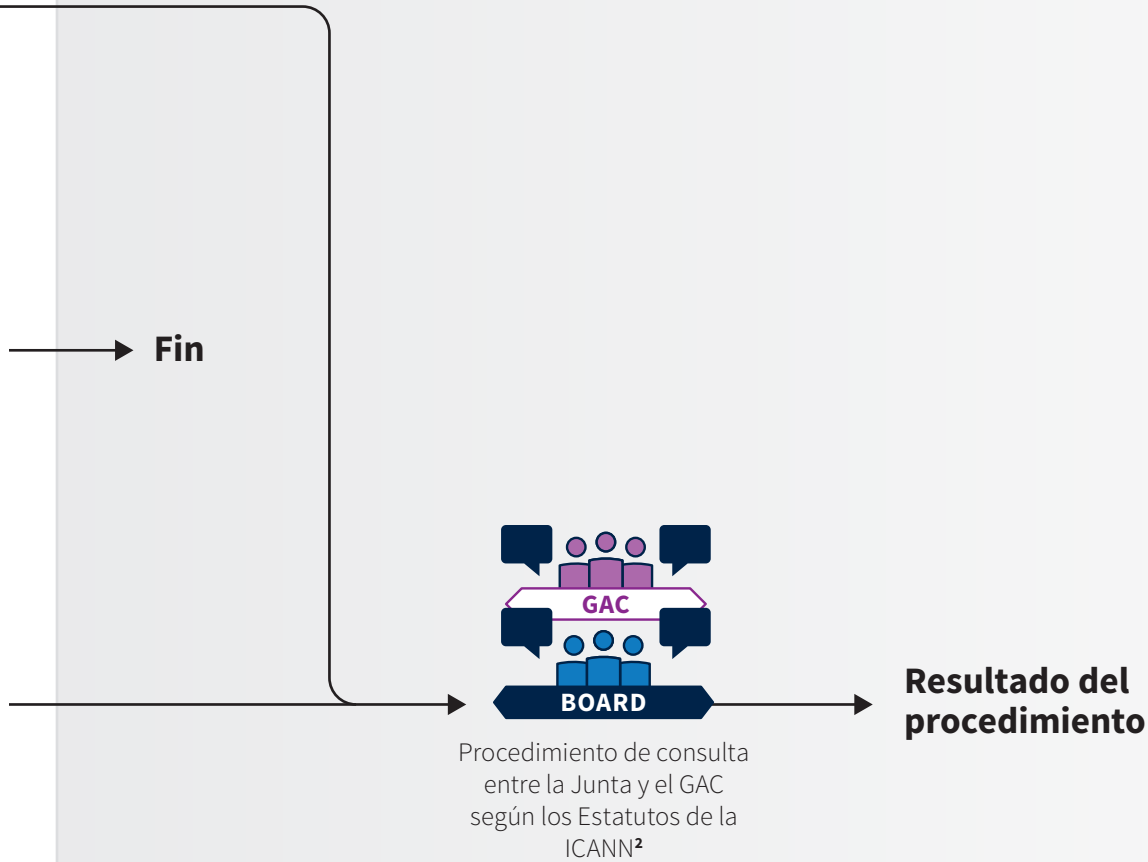 Fin
GAC
BOARD
Resultado del
procedimiento
Procedimiento de consulta
entre la Junta y el GAC
según los Estatutos de la
ICANN²